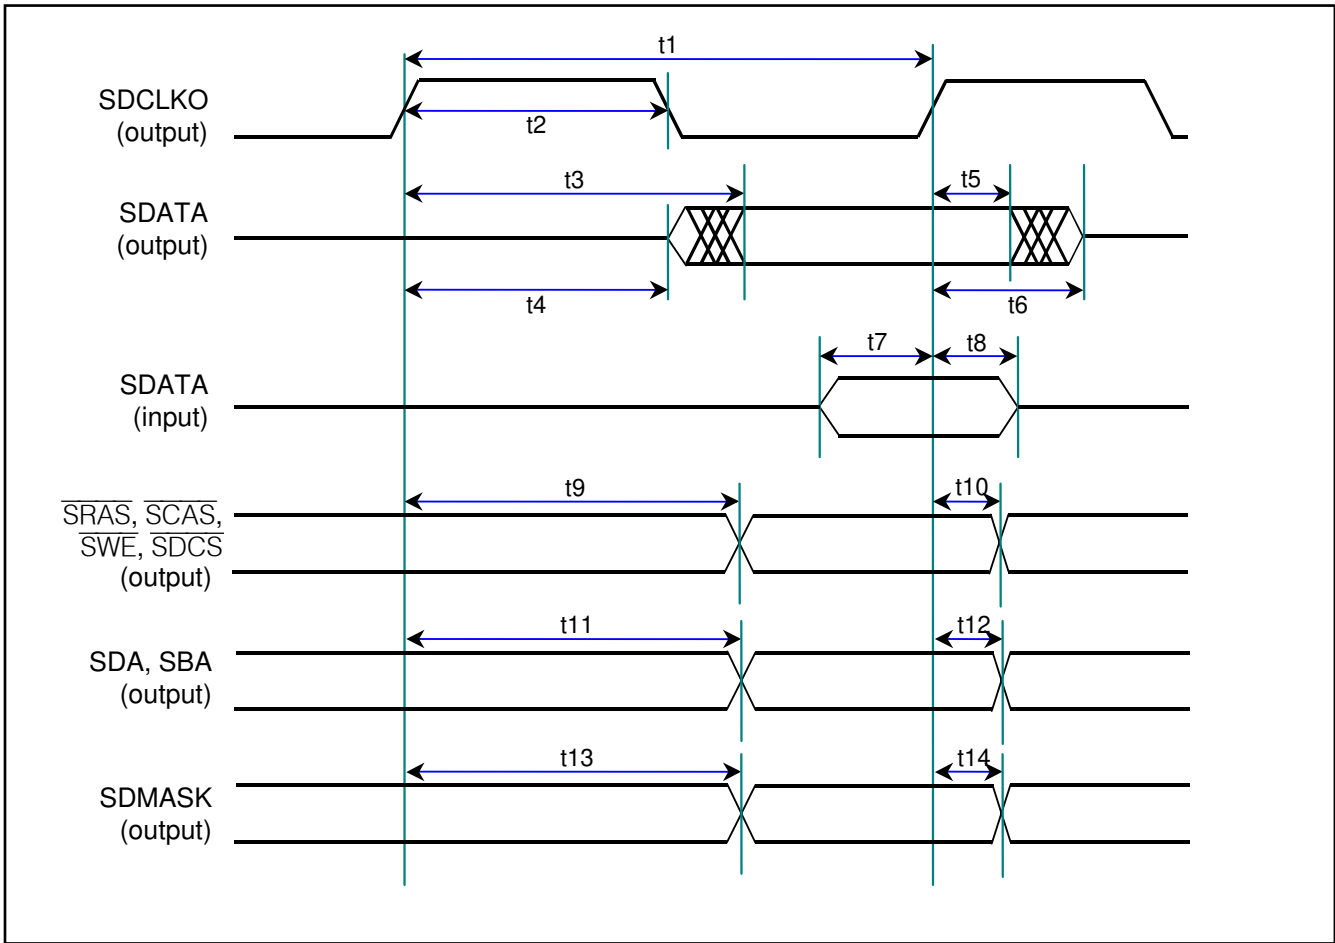 t1
SDCLKO
(output)
t2
t3
t5
SDATA
(output)
t4
t6
t7
t8
SDATA
(input)
t9
t10
SRAS, SCAS,
SWE, SDCS
(output)
t11
t12
SDA, SBA
(output)
t13
t14
SDMASK
(output)